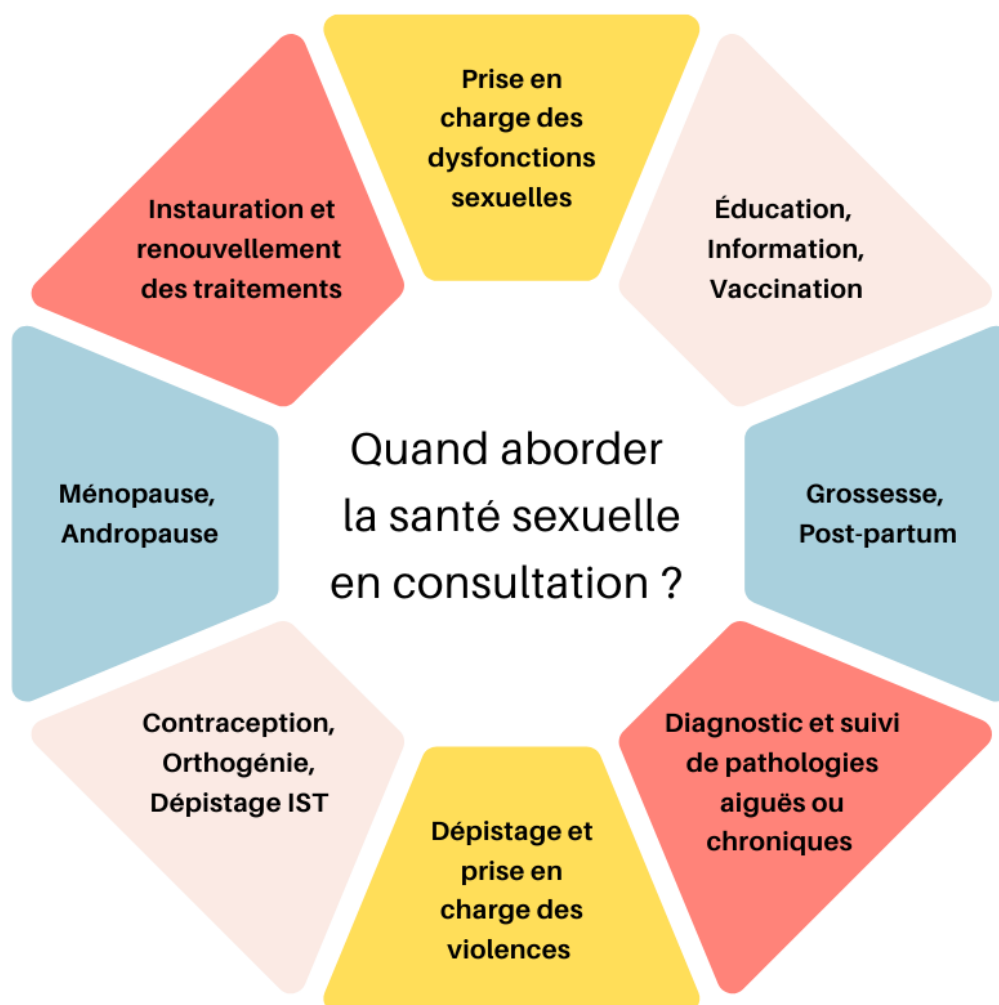 Prise en
charge des
dysfonctions
sexuelles
Éducation,
Information,
Vaccination
Grossesse,
Post-partum
Diagnostic et suivi
de pathologies
aiguës ou
chroniques
Dépistage et
prise en
charge des
violences
Contraception,
Orthogénie,
Dépistage IST
Ménopause,
Andropause
Instauration et
renouvellement
des traitements
Quand aborder
la santé sexuelle
en consultation ?